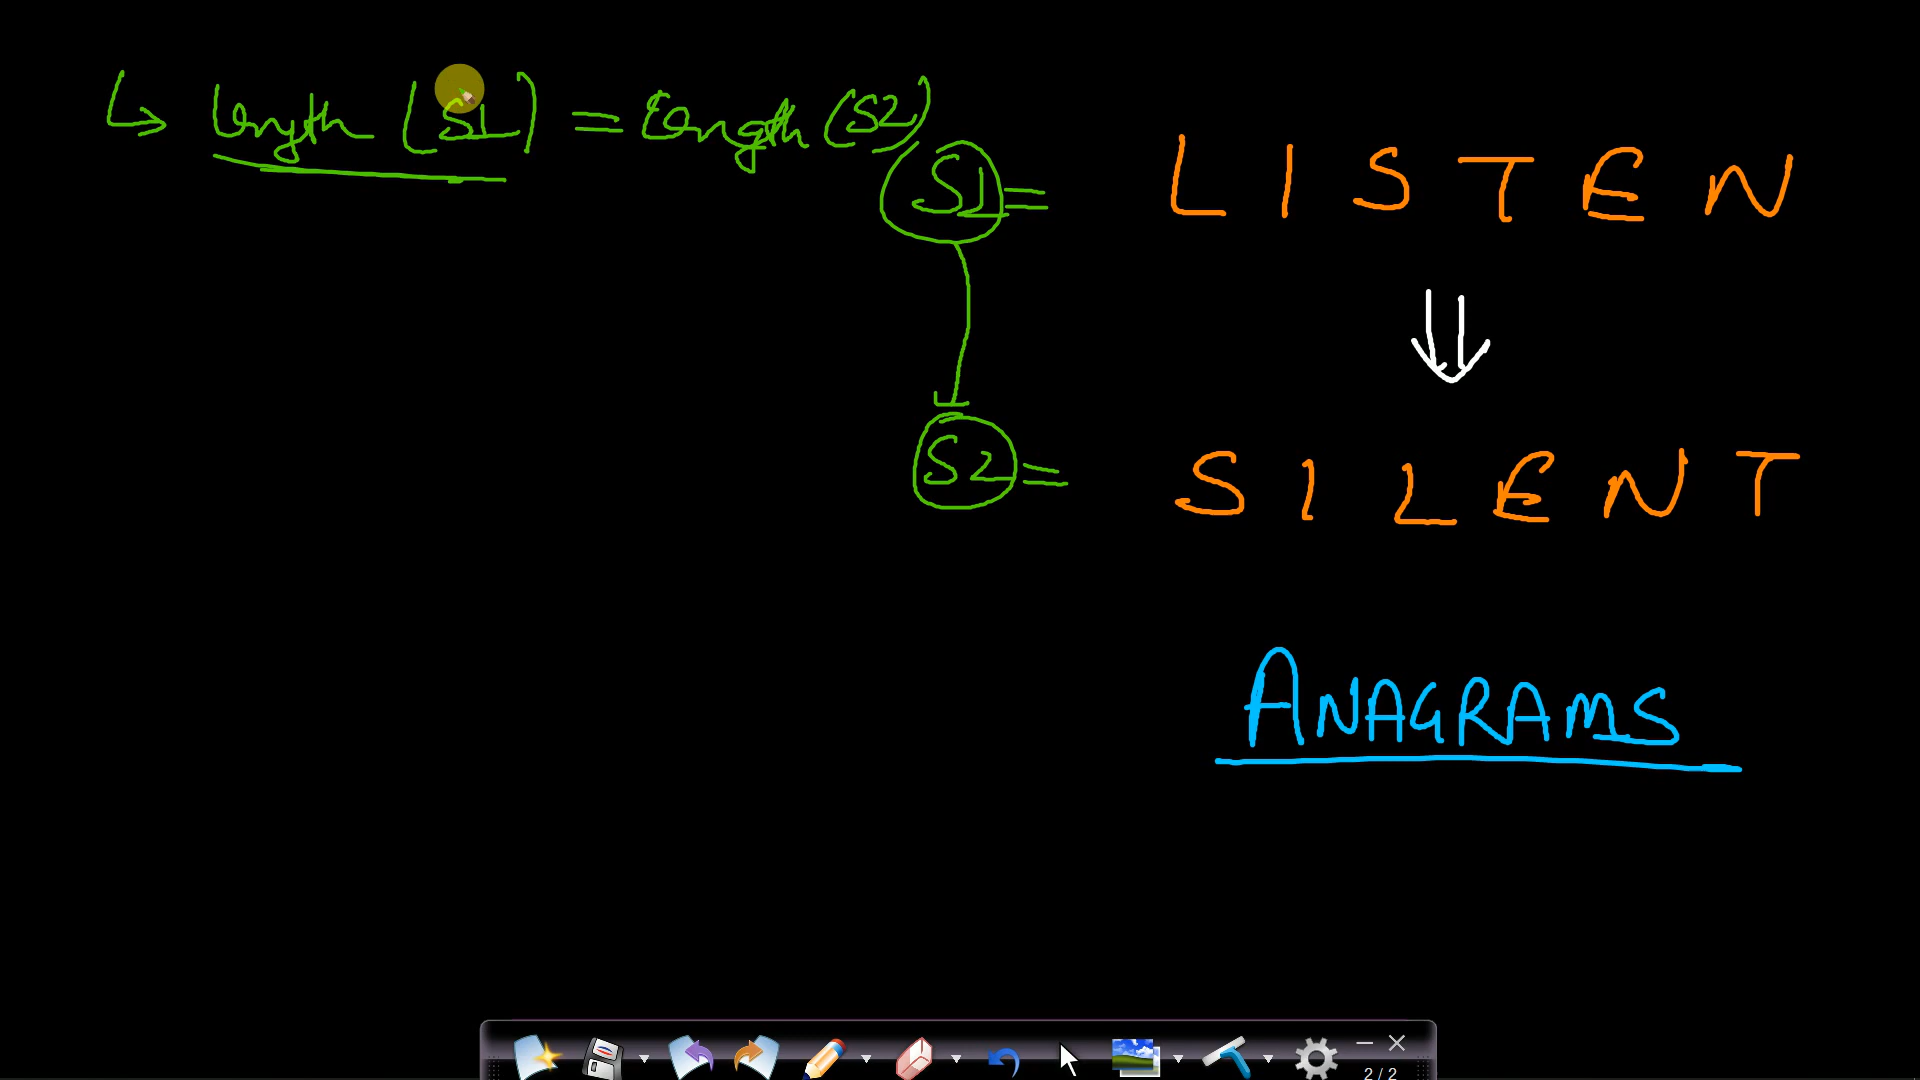 ↳ length (S1) = length (S2)
S1 = LISTEN
⇓
S2 = SILENT
ANAGRAMS
2 / 2